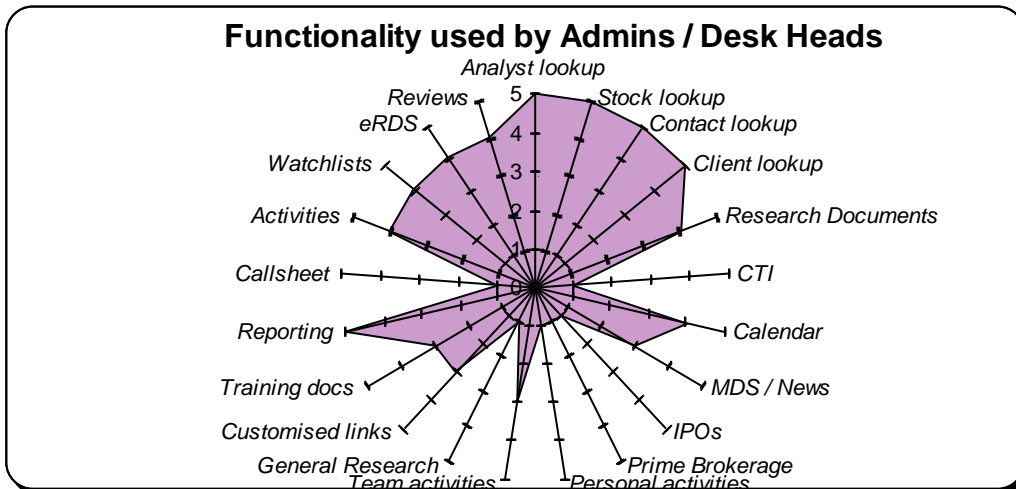 Functionality used by Admins / Desk Heads
Analyst lookup
Reviews
5
Stock lookup
eRDS
4
Contact lookup
Watchlists
3
Client lookup
Activities
2
Research Documents
1
Callsheet
0
CTI
Reporting
Calendar
Training docs
MDS / News
Customised links
IPOs
General Research
Prime Brokerage
Team activities
Personal activities